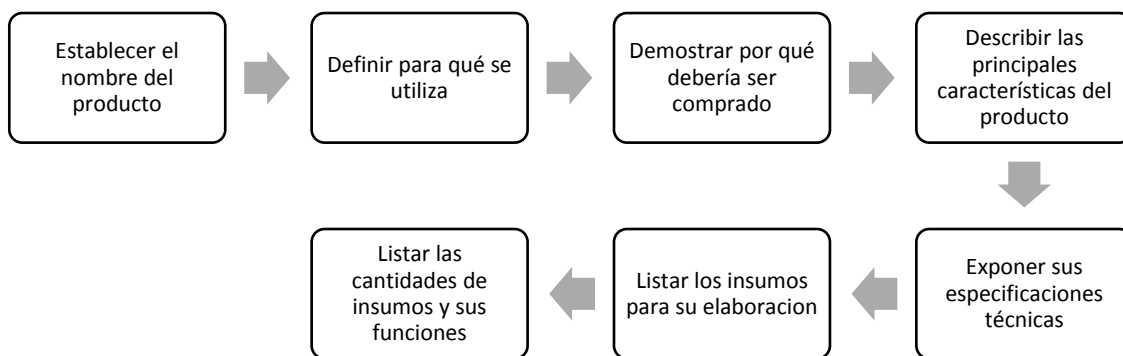 Establecer el
nombre del
producto
Definir para qué se
utiliza
Demostrar por qué
debería ser
comprado
Describir las
principales
características del
producto
Exponer sus
especificaciones
técnicas
Listar los insumos
para su elaboracion
Listar las
cantidades de
insumos y sus
funciones